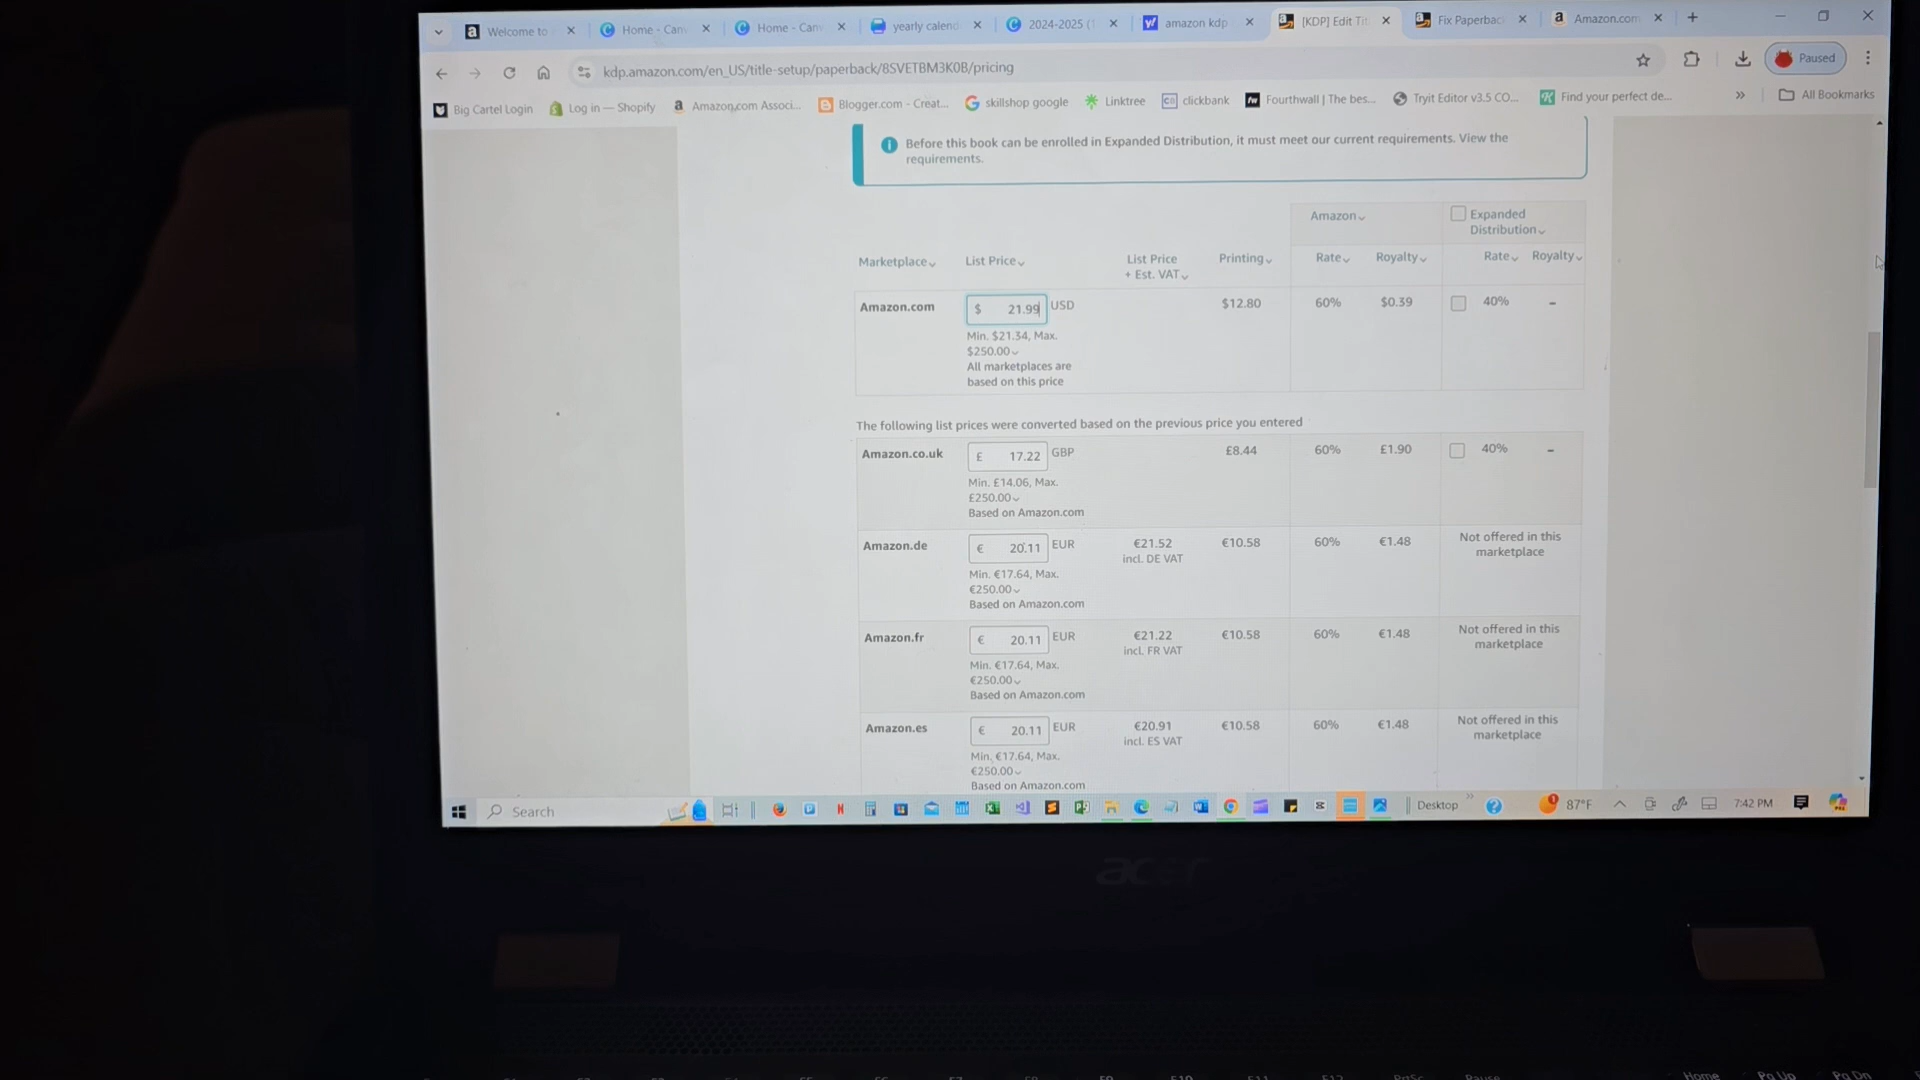 Welcome to
Home - Can
Home - Can
yearly calend
2024-2025 (1
amazon kdp
[KDP] Edit Tit
Fix Paperbac
Amazon.com
kdp.amazon.com/en_US/title-setup/paperback/8SVETBM3K0B/pricing
Paused
Big Cartel Login
Log in — Shopify
Amazon.com Associ...
Blogger.com - Creat...
skillshop google
Linktree
clickbank
Fourthwall | The bes...
Tryit Editor v3.5 CO...
Find your perfect de...
»
All Bookmarks
Before this book can be enrolled in Expanded Distribution, it must meet our current requirements. View the
requirements.
Amazon
Expanded
Distribution
Marketplace
List Price
List Price
+ Est. VAT
Printing
Rate
Royalty
Rate
Royalty
Amazon.com
$ 21.99 USD
$12.80
60%
$0.39
40%
-
Min. $21.34, Max.
$250.00
All marketplaces are
based on this price
The following list prices were converted based on the previous price you entered
Amazon.co.uk
£ 17.22 GBP
£8.44
60%
£1.90
40%
-
Min. £14.06, Max.
£250.00
Based on Amazon.com
Amazon.de
€ 20.11 EUR
€21.52
incl. DE VAT
€10.58
60%
€1.48
Not offered in this
marketplace
Min. €17.64, Max.
€250.00
Based on Amazon.com
Amazon.fr
€ 20.11 EUR
€21.22
incl. FR VAT
€10.58
60%
€1.48
Not offered in this
marketplace
Min. €17.64, Max.
€250.00
Based on Amazon.com
Amazon.es
€ 20.11 EUR
€20.91
incl. ES VAT
€10.58
60%
€1.48
Not offered in this
marketplace
Min. €17.64, Max.
€250.00
Based on Amazon.com
Search
Desktop
87°F
7:42 PM
acer
Home
Pg Up
Pg Dn